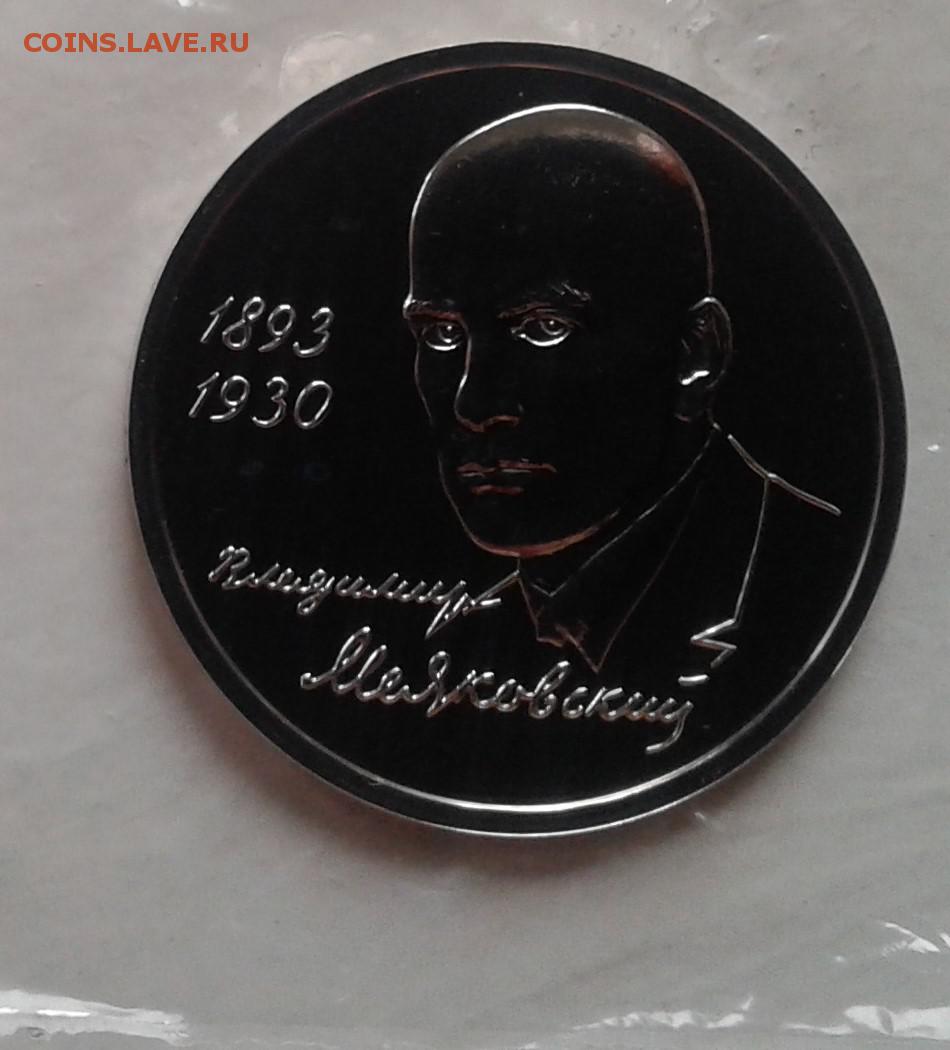 COINS.LAVE.RU
1893
1930
Владимир
Маяковский